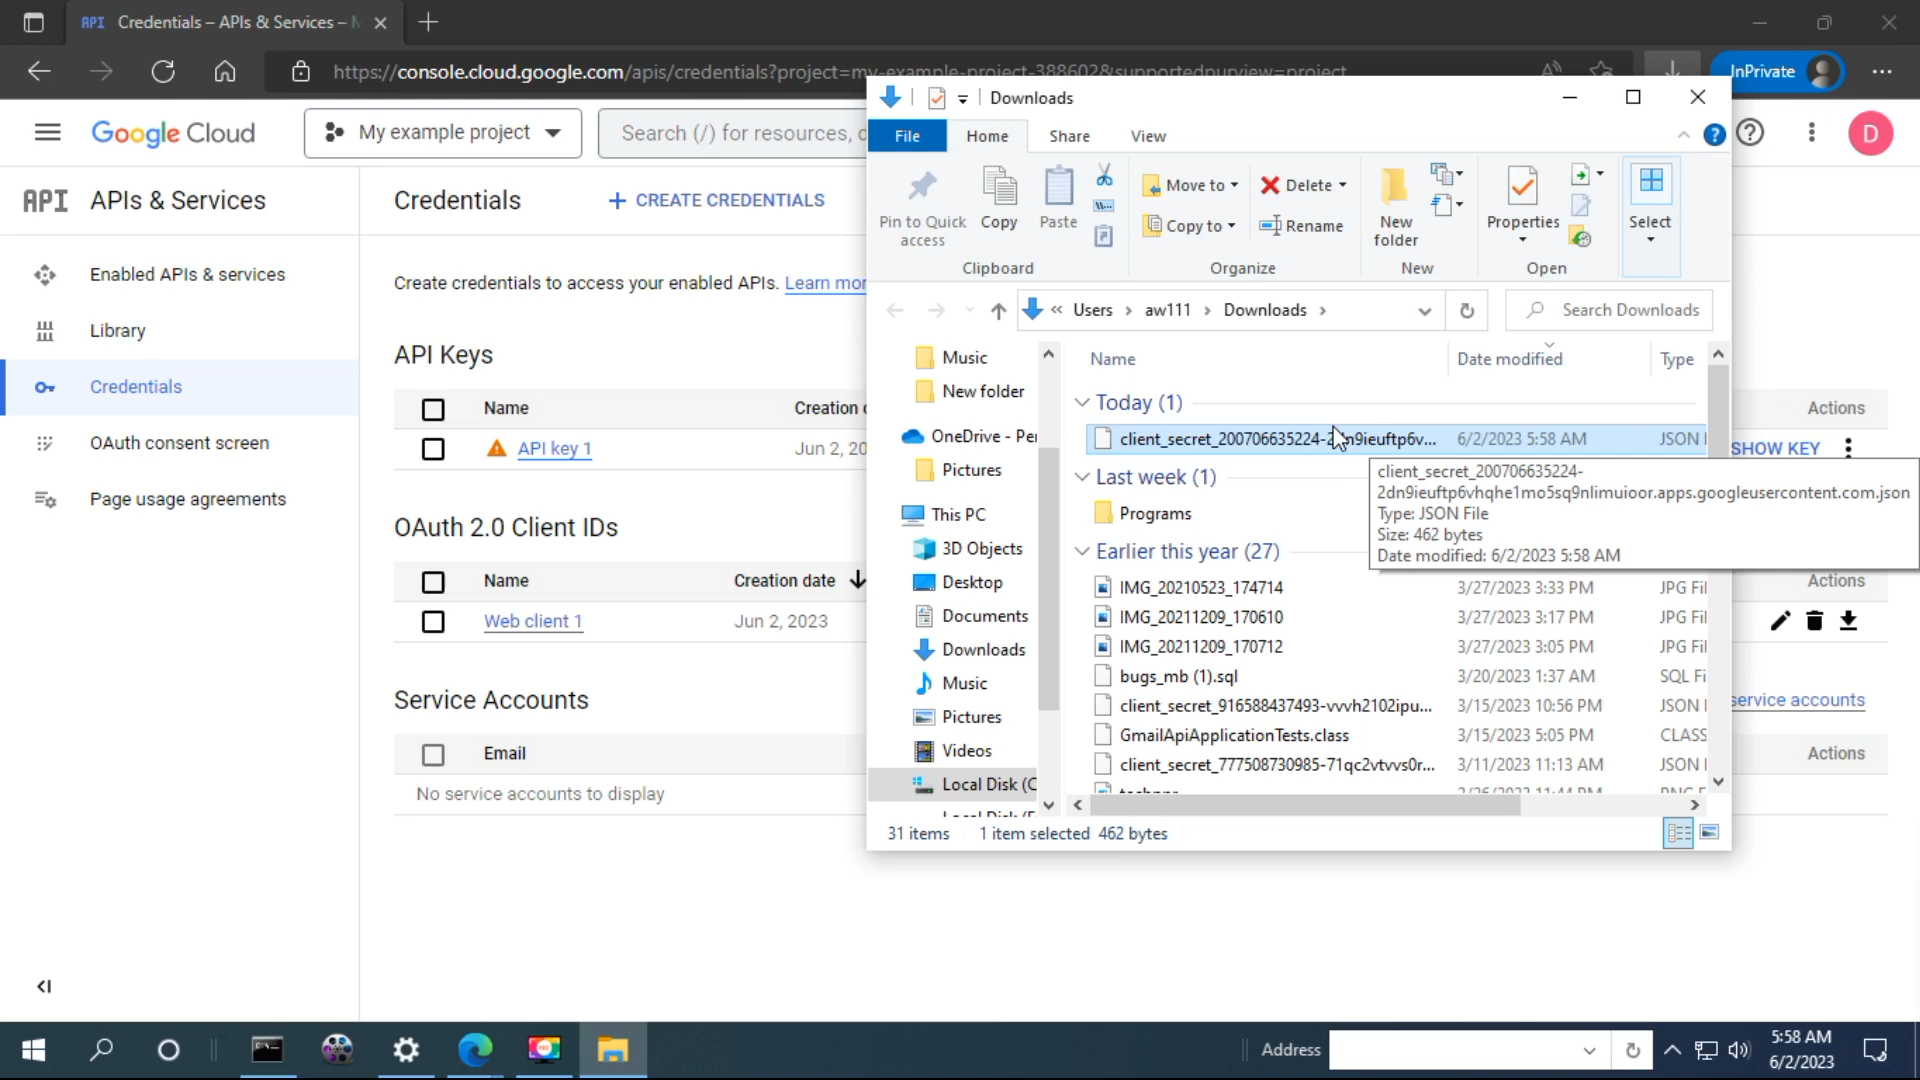 API Credentials – APIs & Services –
https://console.cloud.google.com/apis/credentials?project=my-example-project-388602&supportedpurview=project
InPrivate
Google Cloud
My example project
Search (/) for resources,
D
API APIs & Services
Enabled APIs & services
Library
Credentials
OAuth consent screen
Page usage agreements
Credentials
+ CREATE CREDENTIALS
Create credentials to access your enabled APIs. Learn mor
API Keys
Name
Creation
Actions
API key 1
Jun 2, 20
SHOW KEY
OAuth 2.0 Client IDs
Name
Creation date
Actions
Web client 1
Jun 2, 2023
Service Accounts
service accounts
Email
Actions
No service accounts to display
Downloads
File
Home
Share
View
Pin to Quick
access
Copy
Paste
Move to
Copy to
Delete
Rename
New
folder
Properties
Select
Clipboard
Organize
New
Open
« Users › aw111 › Downloads ›
Search Downloads
Music
New folder
OneDrive - Per
Pictures
This PC
3D Objects
Desktop
Documents
Downloads
Music
Pictures
Videos
Local Disk (C
Name
Date modified
Type
Today (1)
client_secret_200706635224-2dn9ieuftp6v... 6/2/2023 5:58 AM JSON
Last week (1)
Programs
client_secret_200706635224-
2dn9ieuftp6vhqhe1mo5sq9nlimuioor.apps.googleusercontent.com.json
Type: JSON File
Size: 462 bytes
Date modified: 6/2/2023 5:58 AM
Earlier this year (27)
IMG_20210523_174714 3/27/2023 3:33 PM JPG Fil
IMG_20211209_170610 3/27/2023 3:17 PM JPG Fil
IMG_20211209_170712 3/27/2023 3:05 PM JPG Fil
bugs_mb (1).sql 3/20/2023 1:37 AM SQL Fi
client_secret_916588437493-vvvh2102ipu... 3/15/2023 10:56 PM JSON
GmailApiApplicationTests.class 3/15/2023 5:05 PM CLASS
client_secret_777508730985-71qc2vtvvs0r... 3/11/2023 11:13 AM JSON
31 items
1 item selected 462 bytes
Address
5:58 AM
6/2/2023